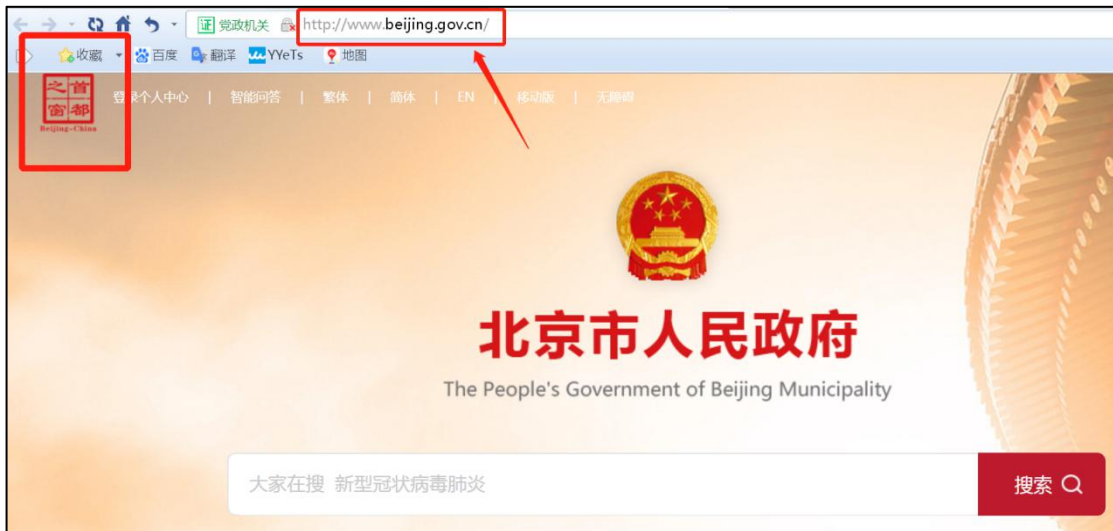 证 党政机关 http://www.beijing.gov.cn/
收藏 百度 翻译 YYeTs 地图
之首
窗都
Beijing-China
登录个人中心 | 智能问答 | 繁体 | 简体 | EN | 移动版 | 无障碍
北京市人民政府
The People's Government of Beijing Municipality
大家在搜 新型冠状病毒肺炎 搜索